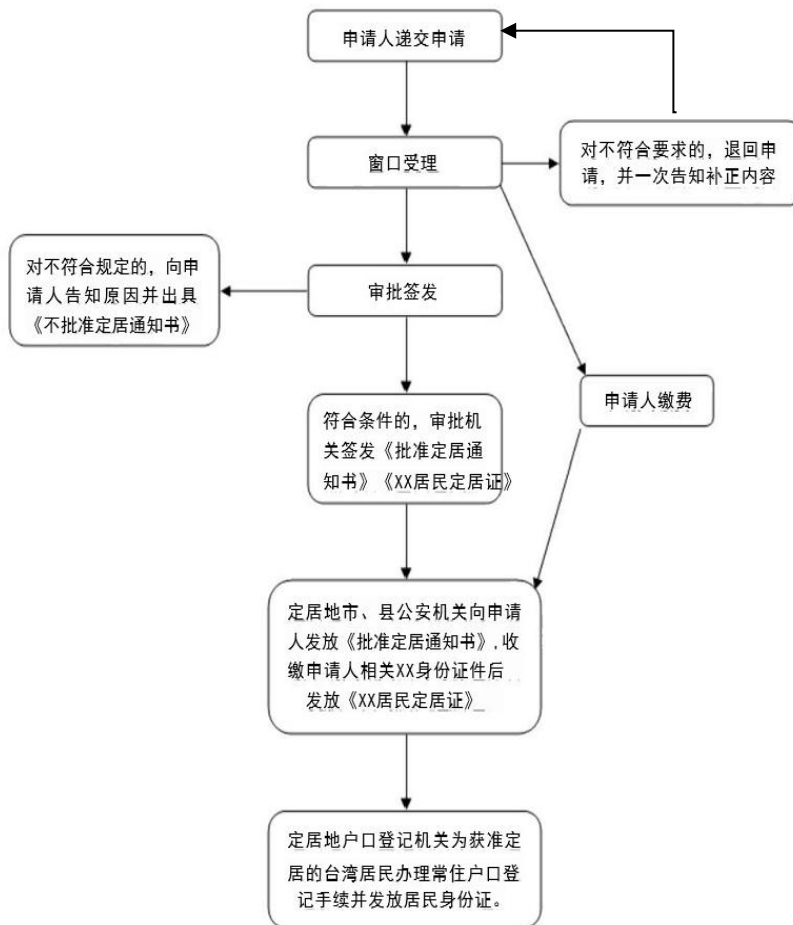 申请人递交申请
窗口受理
对不符合要求的，退回申
请，并一次告知补正内容
对不符合规定的，向申
请人告知原因并出具
《不批准定居通知书》
审批签发
申请人缴费
符合条件的，审批机
关签发《批准定居通
知书》《XX居民定居证》
定居地市、县公安机关向申请
人发放《批准定居通知书》,收
缴申请人相关XX身份证件后
发放《XX居民定居证》
定居地户口登记机关为获准定
居的台湾居民办理常住户口登
记手续并发放居民身份证。